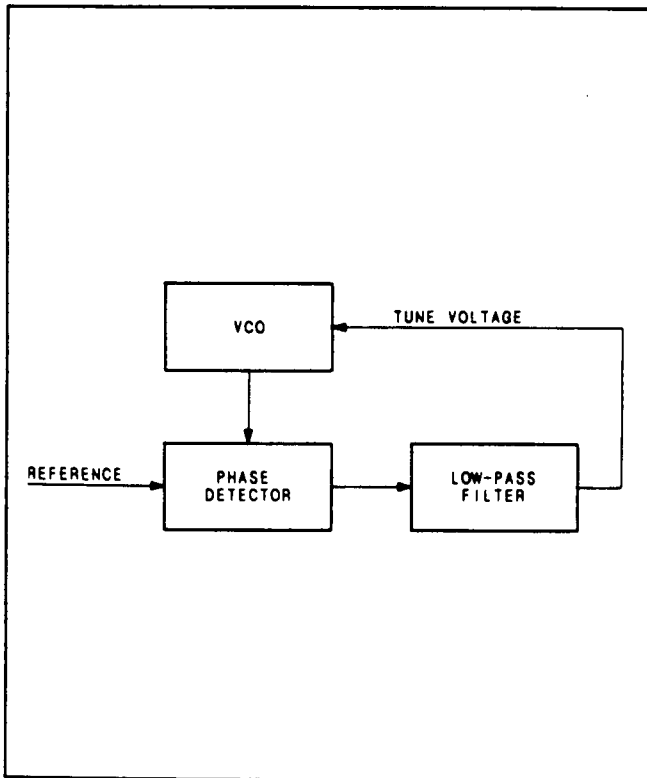 VCO
TUNE VOLTAGE
REFERENCE
PHASE
DETECTOR
LOW-PASS
FILTER